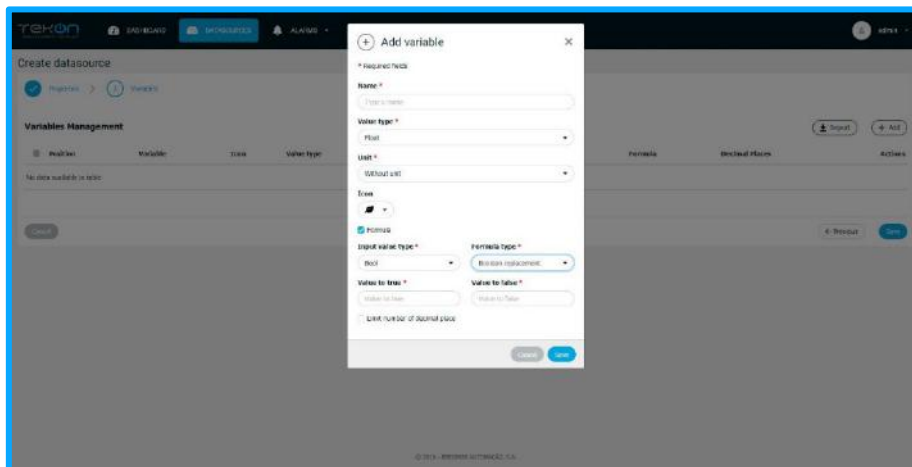 TEKON
DASHBOARD
DATASOURCES
ALARMS
admin
Create datasource
Properties
2
Variables
Variables Management
Import
Add
Position
Variable
Icon
Value type
Formula
Decimal Places
Actions
No data available in table
Cancel
Previous
Save
Add variable
* Required fields
Name *
Type a name
Value type *
Float
Unit *
Without unit
Icon
Formula
Input value type *
Formula type *
Bool
Boolean replacement
Value to true *
Value to false *
Value to true
Value to false
Limit number of decimal place
Cancel
Save